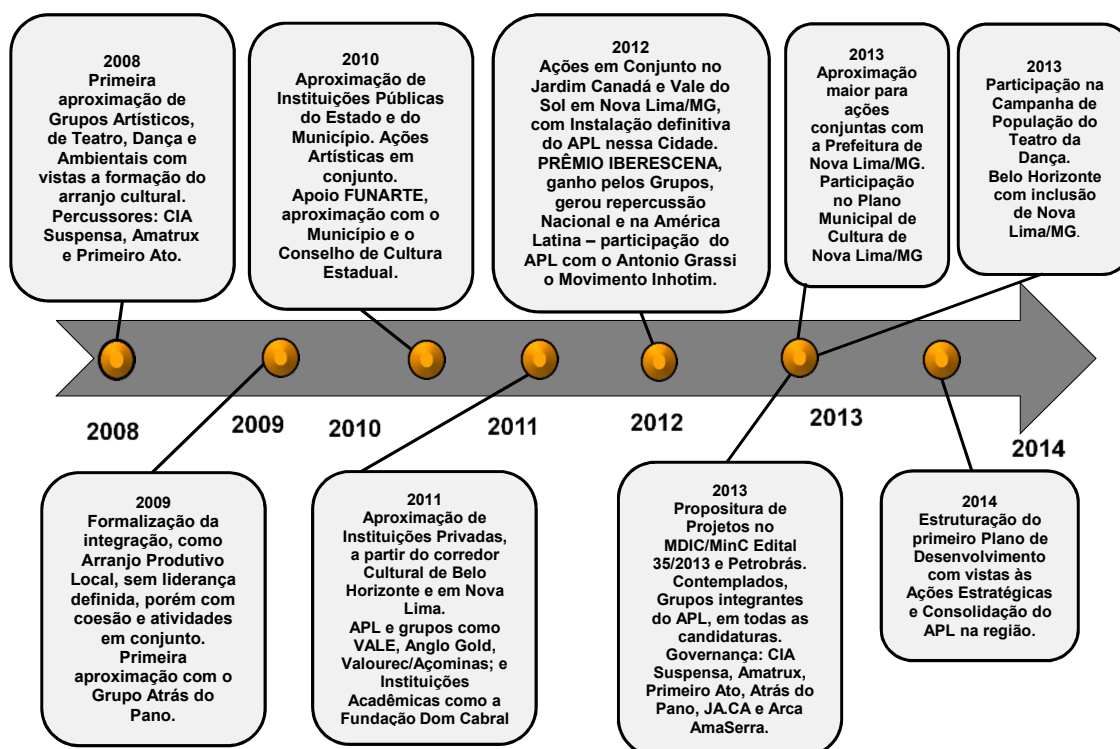 2008
Primeira
aproximação de
Grupos Artísticos,
de Teatro, Dança e
Ambientais com
vistas a formação do
arranjo cultural.
Percussores: CIA
Suspensa, Amatrux
e Primeiro Ato.
2010
Aproximação de
Instituições Públicas
do Estado e do
Município. Ações
Artísticas em
conjunto.
Apoio FUNARTE,
aproximação com o
Município e o
Conselho de Cultura
Estadual.
2012
Ações em Conjunto no
Jardim Canadá e Vale do
Sol em Nova Lima/MG,
com Instalação definitiva
do APL nessa Cidade.
PRÊMIO IBERESCENA,
ganho pelos Grupos,
gerou repercussão
Nacional e na América
Latina – participação do
APL com o Antonio Grassi
o Movimento Inhotim.
2013
Aproximação
maior para
ações
conjuntas com
a Prefeitura de
Nova Lima/MG.
Participação
no Plano
Municipal de
Cultura de
Nova Lima/MG
2013
Participação na
Campanha de
População do
Teatro da
Dança.
Belo Horizonte
com inclusão
de Nova
Lima/MG.
2008
2009
2010
2011
2012
2013
2014
2009
Formalização da
integração, como
Arranjo Produtivo
Local, sem liderança
definida, porém com
coesão e atividades
em conjunto.
Primeira
aproximação com o
Grupo Atrás do
Pano.
2011
Aproximação de
Instituições Privadas,
a partir do corredor
Cultural de Belo
Horizonte e em Nova
Lima.
APL e grupos como
VALE, Anglo Gold,
Valourec/Açominas; e
Instituições
Acadêmicas como a
Fundação Dom Cabral
2013
Propositura de
Projetos no
MDIC/MinC Edital
35/2013 e Petrobrás.
Contemplados,
Grupos integrantes
do APL, em todas as
candidaturas.
Governança: CIA
Suspensa, Amatrux,
Primeiro Ato, Atrás do
Pano, JA.CA e Arca
AmaSerra.
2014
Estruturação do
primeiro Plano de
Desenvolvimento
com vistas às
Ações Estratégicas
e Consolidação do
APL na região.